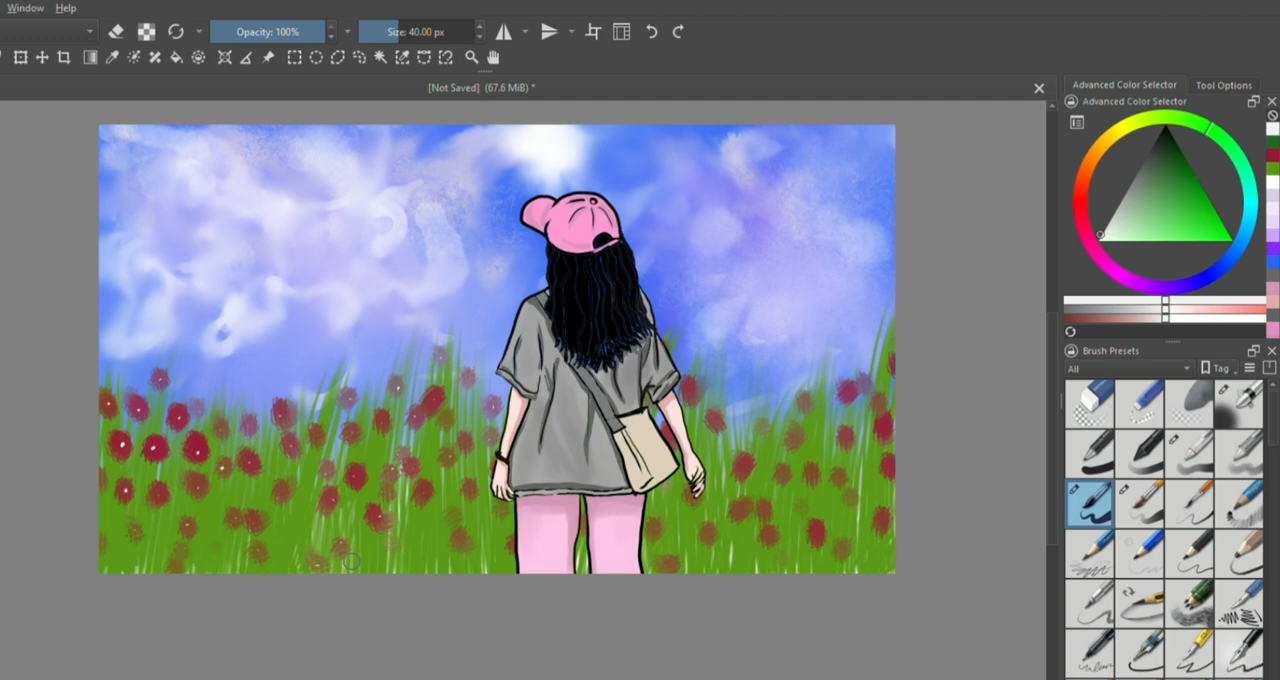 Window Help
Opacity: 100%
Size: 40.00 px
[Not Saved] (67.6 MiB) *
Advanced Color Selector
Tool Options
Advanced Color Selector
Brush Presets
All
Tag